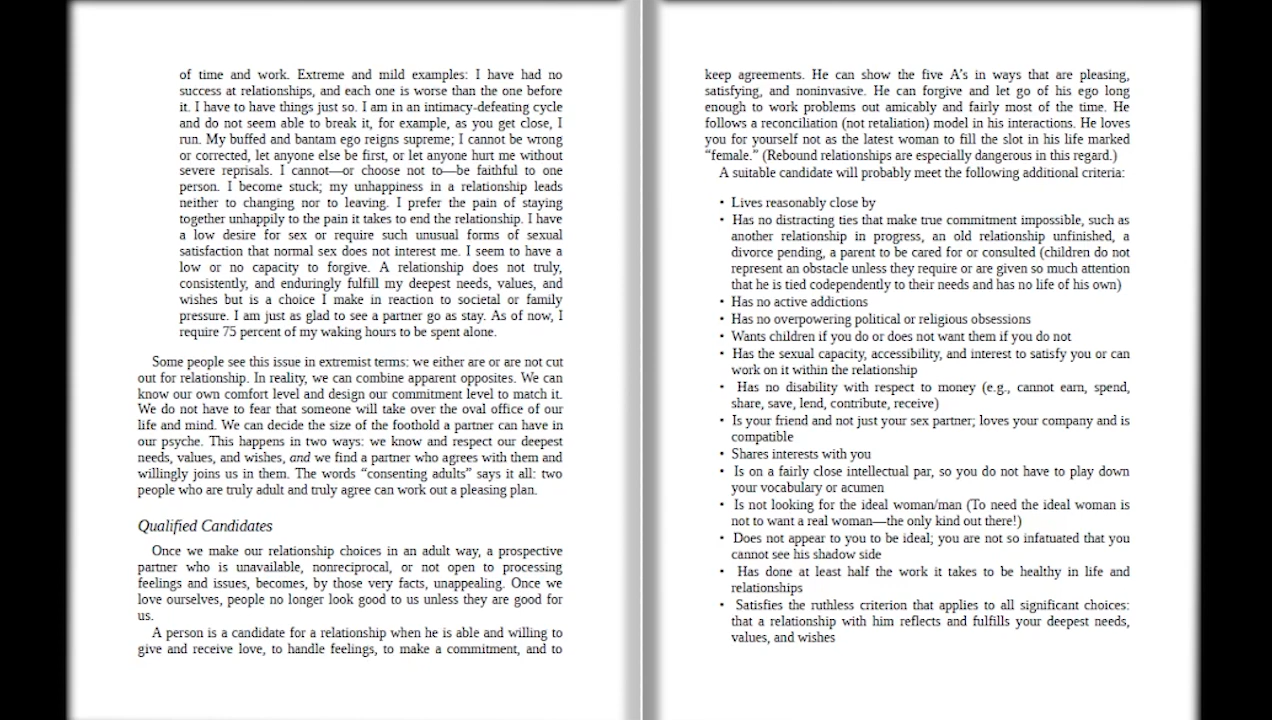 of time and work. Extreme and mild examples: I have had no
success at relationships, and each one is worse than the one before
it. I have to have things just so. I am in an intimacy-defeating cycle
and do not seem able to break it, for example, as you get close, I
run. My buffed and bantam ego reigns supreme; I cannot be wrong
or corrected, let anyone else be first, or let anyone hurt me without
severe reprisals. I cannot—or choose not to—be faithful to one
person. I become stuck; my unhappiness in a relationship leads
neither to changing nor to leaving. I prefer the pain of staying
together unhappily to the pain it takes to end the relationship. I have
a low desire for sex or require such unusual forms of sexual
satisfaction that normal sex does not interest me. I seem to have a
low or no capacity to forgive. A relationship does not truly,
consistently, and enduringly fulfill my deepest needs, values, and
wishes but is a choice I make in reaction to societal or family
pressure. I am just as glad to see a partner go as stay. As of now, I
require 75 percent of my waking hours to be spent alone.
Some people see this issue in extremist terms: we either are or are not cut
out for relationship. In reality, we can combine apparent opposites. We can
know our own comfort level and design our commitment level to match it.
We do not have to fear that someone will take over the oval office of our
life and mind. We can decide the size of the foothold a partner can have in
our psyche. This happens in two ways: we know and respect our deepest
needs, values, and wishes, and we find a partner who agrees with them and
willingly joins us in them. The words “consenting adults” says it all: two
people who are truly adult and truly agree can work out a pleasing plan.
Qualified Candidates
Once we make our relationship choices in an adult way, a prospective
partner who is unavailable, nonreciprocal, or not open to processing
feelings and issues, becomes, by those very facts, unappealing. Once we
love ourselves, people no longer look good to us unless they are good for
us.
A person is a candidate for a relationship when he is able and willing to
give and receive love, to handle feelings, to make a commitment, and to
keep agreements. He can show the five A’s in ways that are pleasing,
satisfying, and noninvasive. He can forgive and let go of his ego long
enough to work problems out amicably and fairly most of the time. He
follows a reconciliation (not retaliation) model in his interactions. He loves
you for yourself not as the latest woman to fill the slot in his life marked
“female.” (Rebound relationships are especially dangerous in this regard.)
A suitable candidate will probably meet the following additional criteria:
• Lives reasonably close by
• Has no distracting ties that make true commitment impossible, such as
another relationship in progress, an old relationship unfinished, a
divorce pending, a parent to be cared for or consulted (children do not
represent an obstacle unless they require or are given so much attention
that he is tied codependently to their needs and has no life of his own)
• Has no active addictions
• Has no overpowering political or religious obsessions
• Wants children if you do or does not want them if you do not
• Has the sexual capacity, accessibility, and interest to satisfy you or can
work on it within the relationship
• Has no disability with respect to money (e.g., cannot earn, spend,
share, save, lend, contribute, receive)
• Is your friend and not just your sex partner; loves your company and is
compatible
• Shares interests with you
• Is on a fairly close intellectual par, so you do not have to play down
your vocabulary or acumen
• Is not looking for the ideal woman/man (To need the ideal woman is
not to want a real woman—the only kind out there!)
• Does not appear to you to be ideal; you are not so infatuated that you
cannot see his shadow side
• Has done at least half the work it takes to be healthy in life and
relationships
• Satisfies the ruthless criterion that applies to all significant choices:
that a relationship with him reflects and fulfills your deepest needs,
values, and wishes